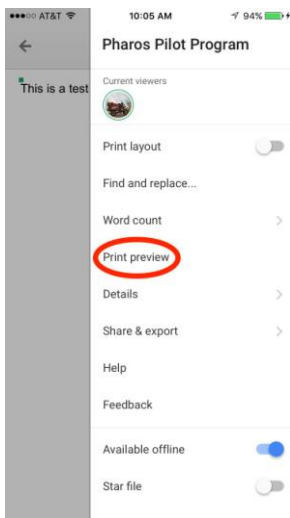 AT&T 10:05 AM 94%
Pharos Pilot Program
This is a test
Current viewers
Print layout
Find and replace...
Word count
Print preview
Details
Share & export
Help
Feedback
Available offline
Star file